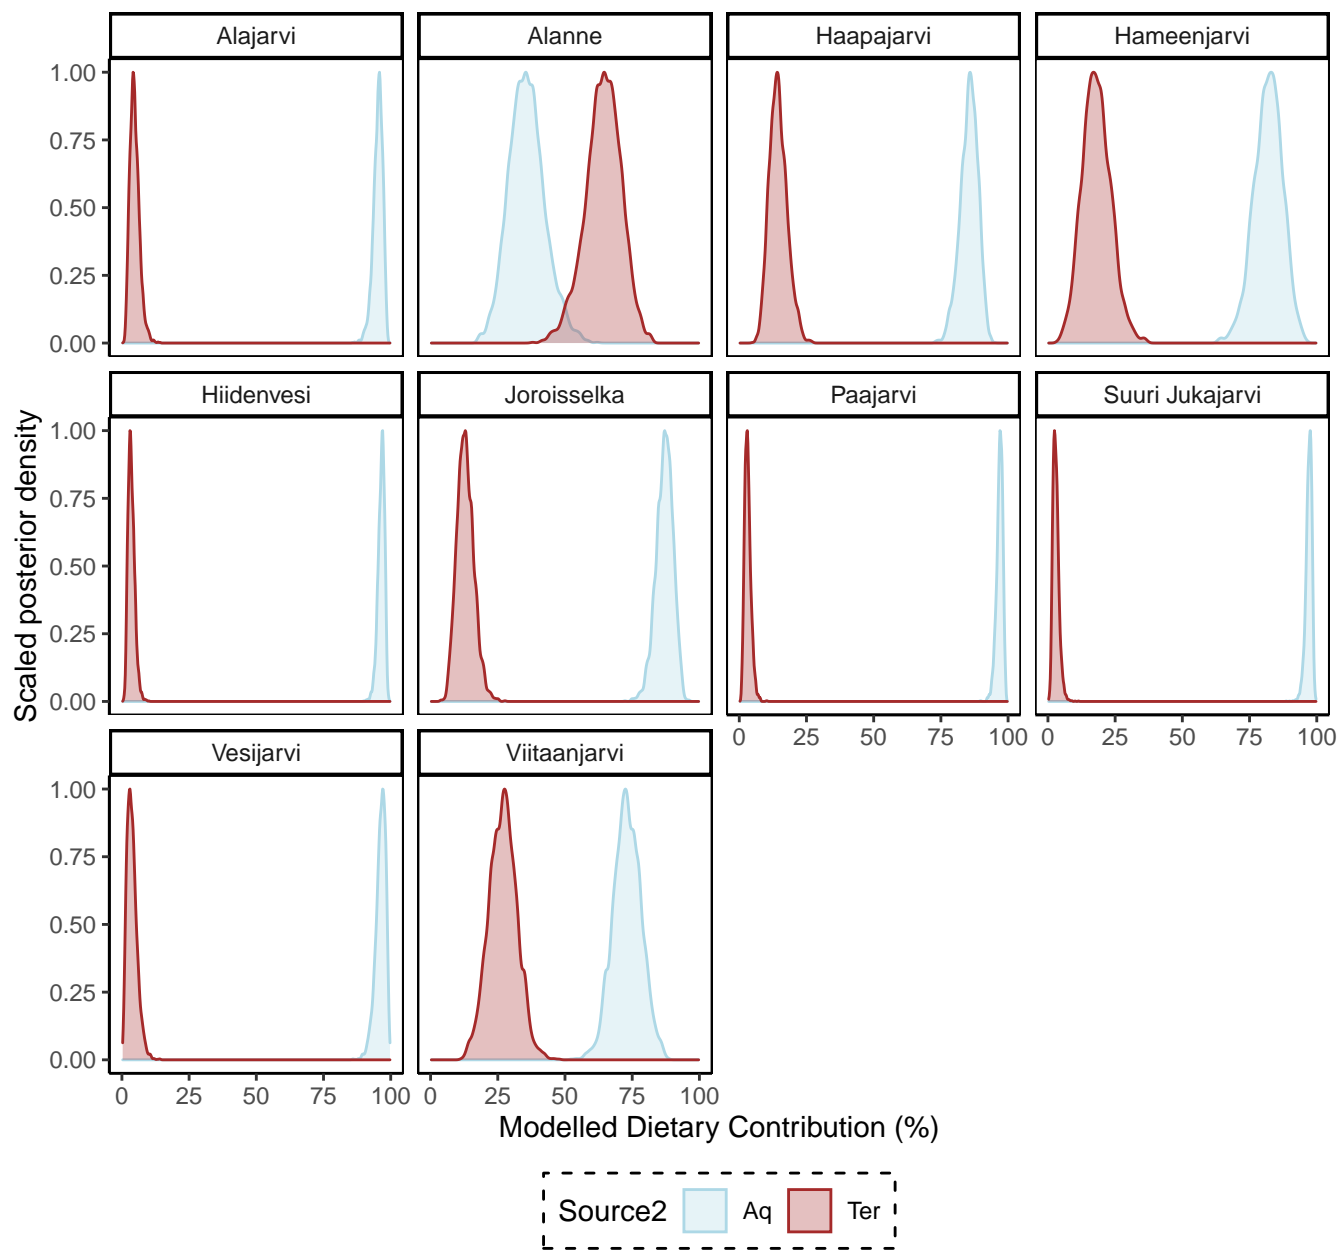 Alajarvi Alanne Haapajarvi Hameenjarvi
1.00
0.75
0.50
0.25
0.00
Hiidenvesi Joroisselka Paajarvi Suuri Jukajarvi
1.00
0.75
0.50
0.25
0.00
0 25 50 75 100 0 25 50 75 100
Vesijarvi Viitaanjarvi
1.00
0.75
0.50
0.25
0.00
0 25 50 75 100 0 25 50 75 100
Scaled posterior density
Modelled Dietary Contribution (%)
Source2 Aq Ter